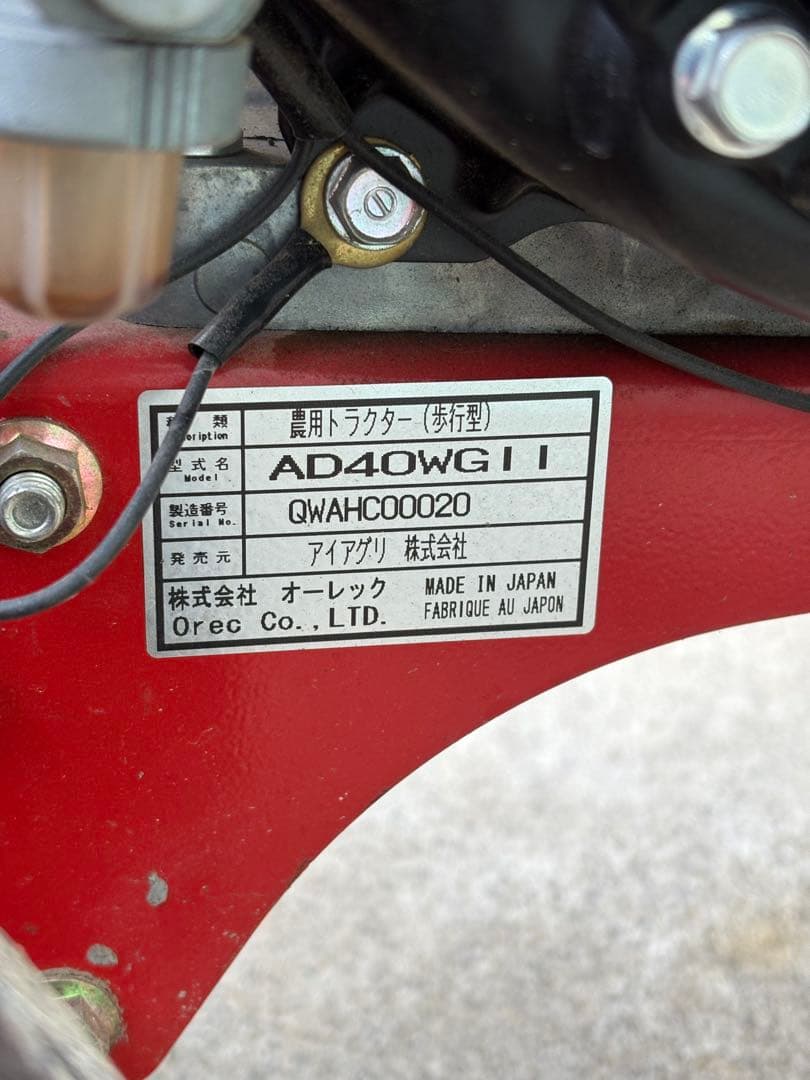 類 農用トラクター(歩行型)
型式名 AD40WGII
Model
製造番号 QWAHC00020
Serial No.
発売元 アイアグリ 株式会社
株式会社 オーレック MADE IN JAPAN
Orec Co.,LTD. FABRIQUE AU JAPON